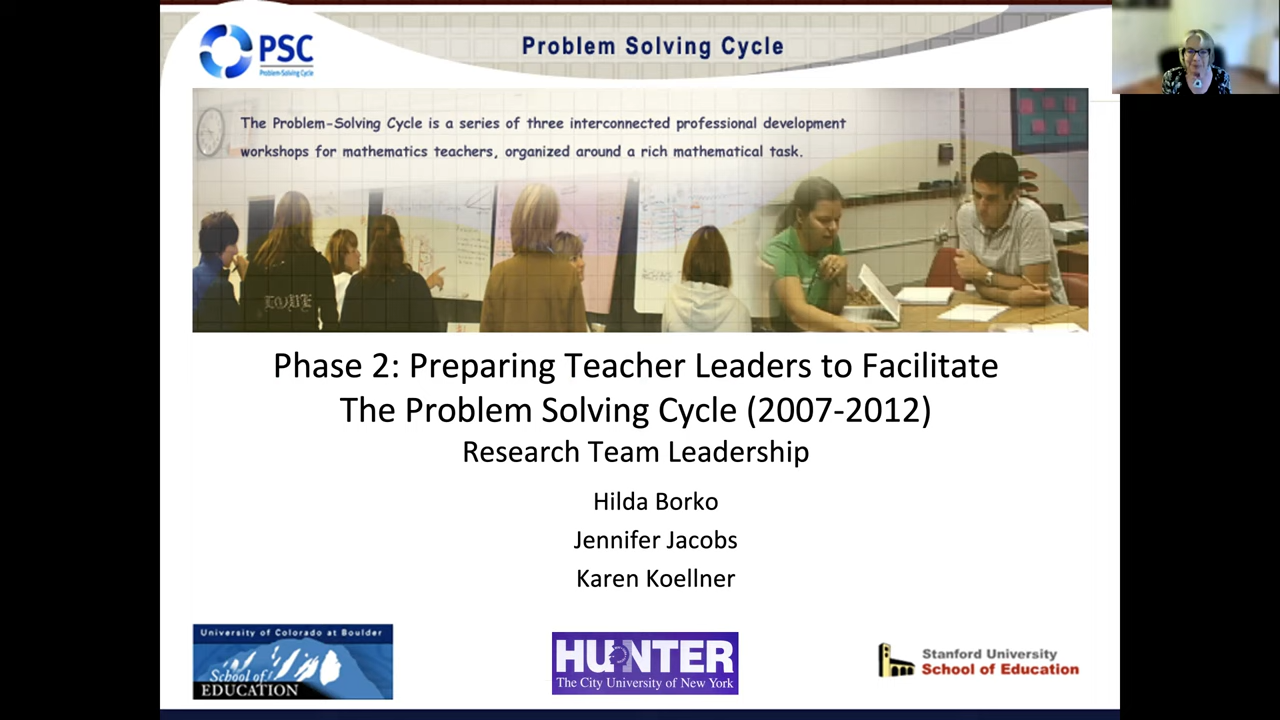 PSC
Problem-Solving Cycle
Problem Solving Cycle
The Problem-Solving Cycle is a series of three interconnected professional development
workshops for mathematics teachers, organized around a rich mathematical task.
LOVE
Phase 2: Preparing Teacher Leaders to Facilitate
The Problem Solving Cycle (2007-2012)
Research Team Leadership
Hilda Borko
Jennifer Jacobs
Karen Koellner
University of Colorado at Boulder
School of
EDUCATION
HUNTER
The City University of New York
Stanford University
School of Education